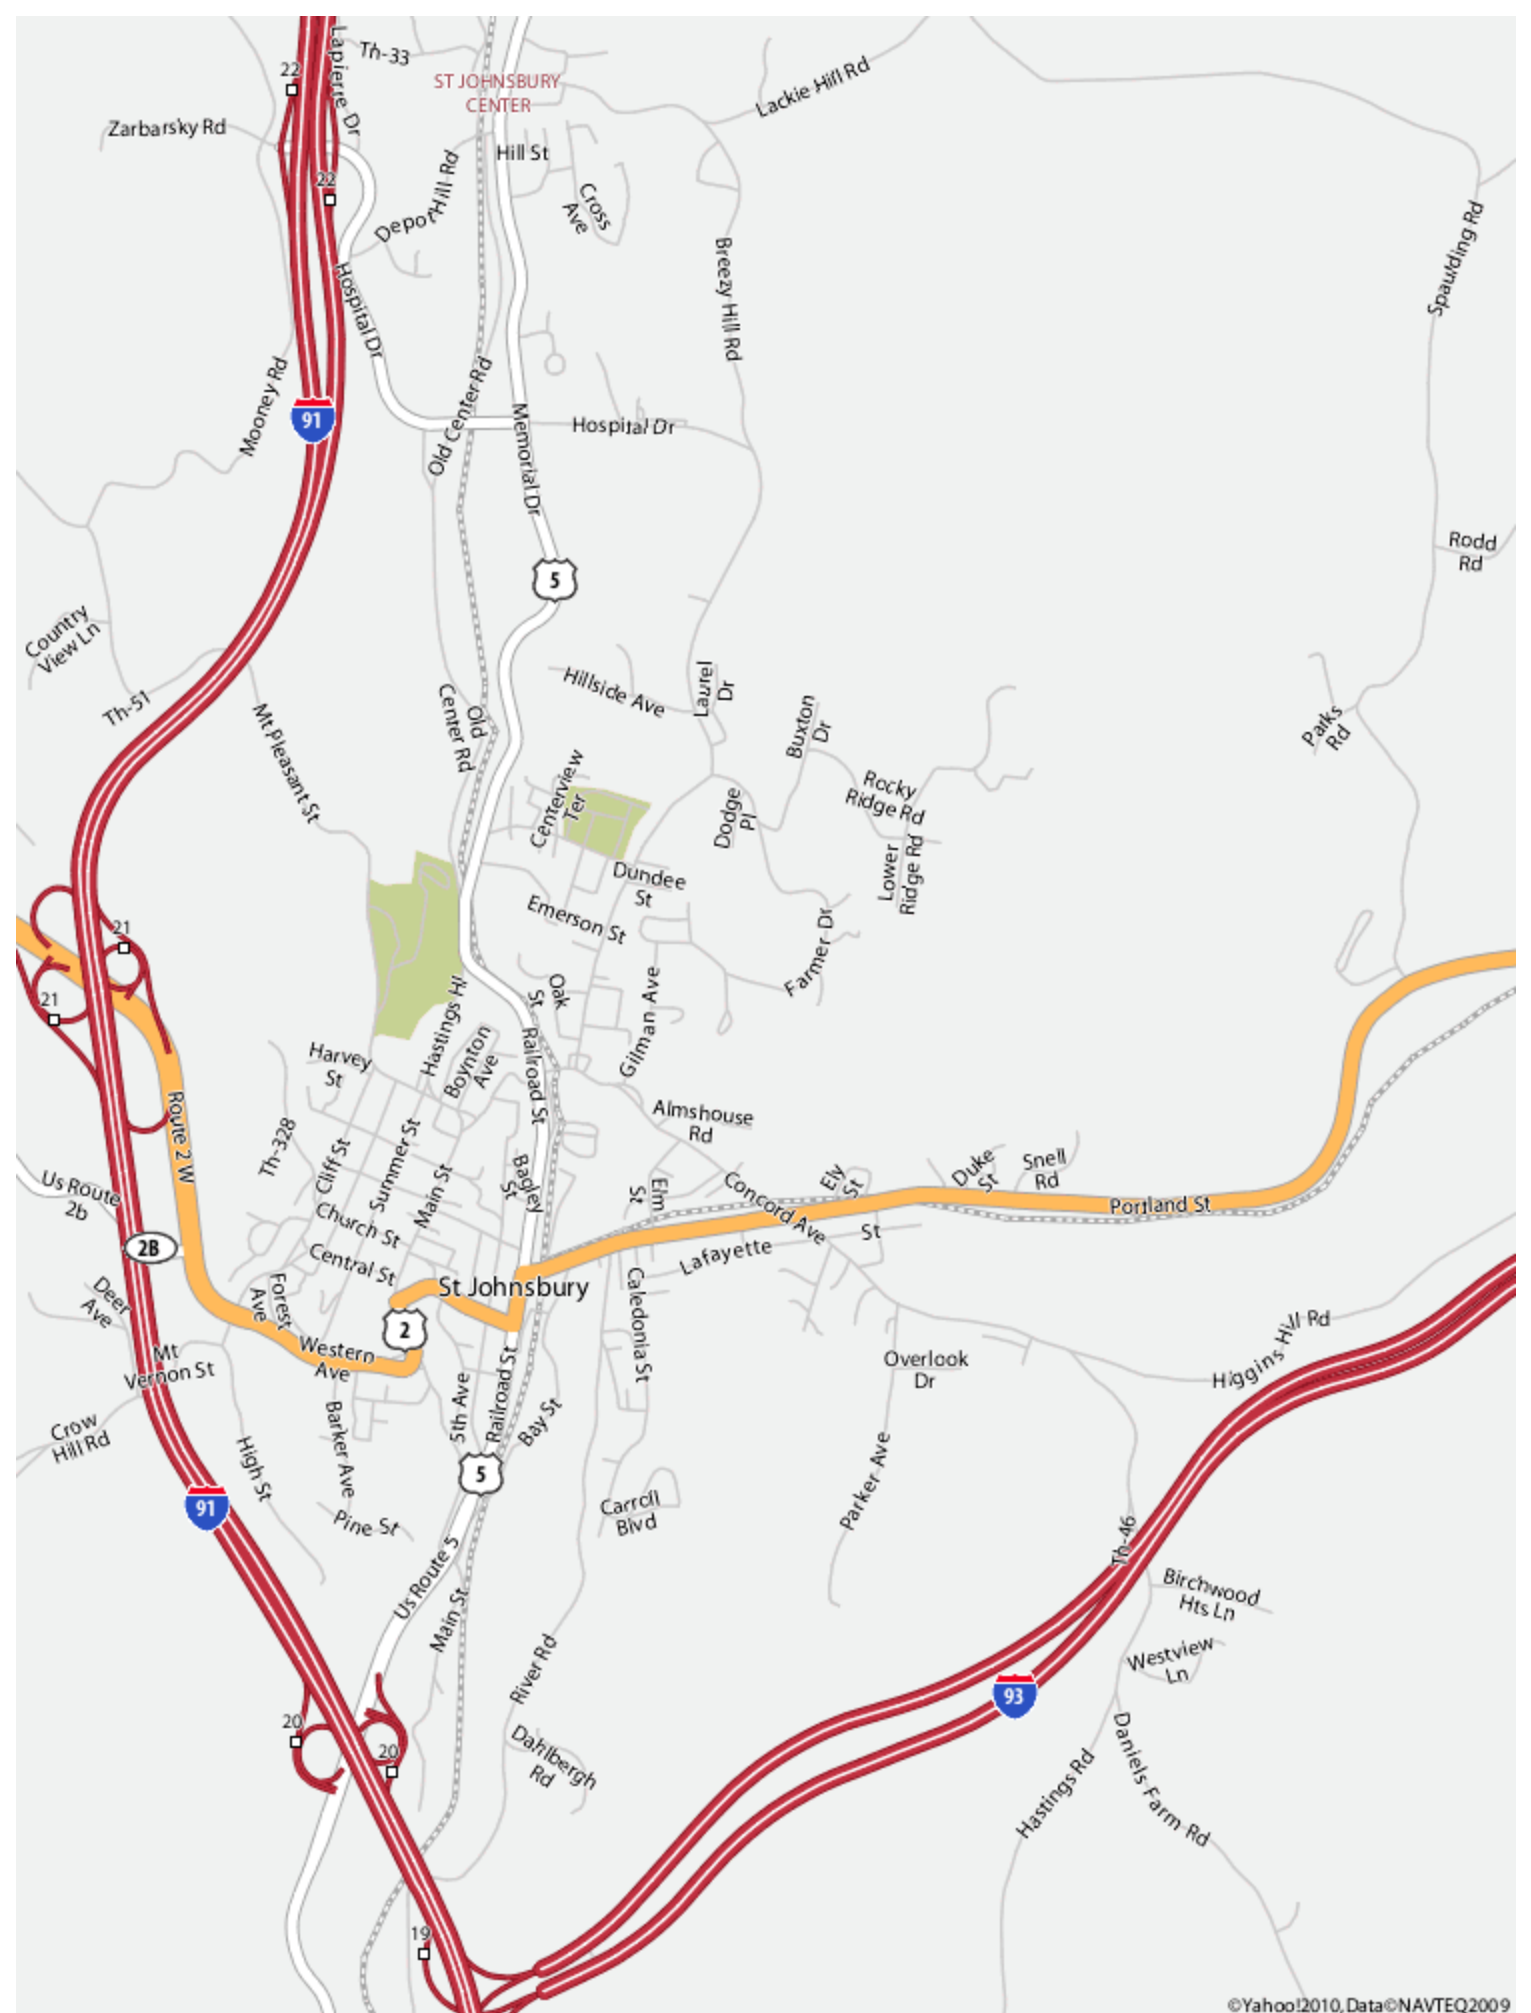 Th-33
Lapierre Dr
22
ST JOHNSBURY
CENTER
Lackie Hill Rd
Zarbarsky Rd
Hill St
22
Depot Hill Rd
Cross
Ave
Spaulding Rd
Breezy Hill Rd
Hospital Dr
Mooney Rd
Old Center Rd
91
Memorial Dr
Hospital Dr
Rodd
Rd
5
Country
View Ln
Hillside Ave
Laurel
Dr
Th-51
Mt Pleasant St
Old
Center Rd
Buxton
Dr
Parks
Rd
Centerview
Ter
Rocky
Ridge Rd
Dodge
Pl
Lower
Ridge Rd
Dundee
St
Emerson St
21
Farmer Dr
21
Hastings Hl
Oak
St
Gilman Ave
Harvey
St
Boynton
Ave
Railroad St
Route 2 W
Th-328
Almshouse
Rd
Cliff St
Summer St
Main St
Bagley
St
Elm
St
Concord Ave
Ely
St
Duke
St
Snell
Rd
Us Route
2b
Portland St
Church St
2B
Central St
Lafayette
St
St Johnsbury
Deer
Ave
Forest
Ave
2
Caledonia St
Higgins Hill Rd
Mt
Vernon St
Western
Ave
Overlook
Dr
Crow
Hill Rd
Barker Ave
5th Ave
Railroad St
Bay St
High St
5
Parker Ave
91
Pine St
Carroll
Blvd
Th-46
Us Route 5
Main St
Birchwood
Hts Ln
River Rd
Westview
Ln
93
20
20
Dahlbergh
Rd
Hastings Rd
Daniels Farm Rd
19
©Yahoo!2010, Data©NAVTEQ2009